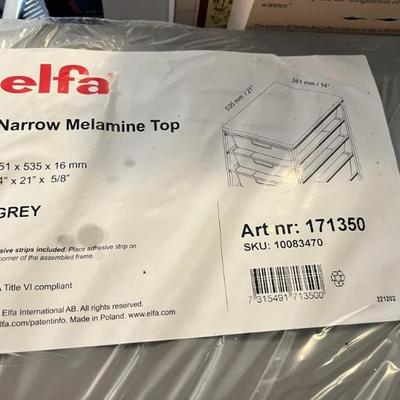 winner."
elfa®
Narrow Melamine Top
51 x 535 x 16 mm
4" x 21" x 5/8"
GREY
535 mm / 21"
351 mm / 14"
Art nr: 171350
SKU: 10083470
sive strips included. Place adhesive strip on
corner of the assembled frame.
A Title VI compliant
7 315491 713500
Elfa International AB. All rights reserved.
lfa.com/patentinfo. Made in Poland. www.elfa.com
221202